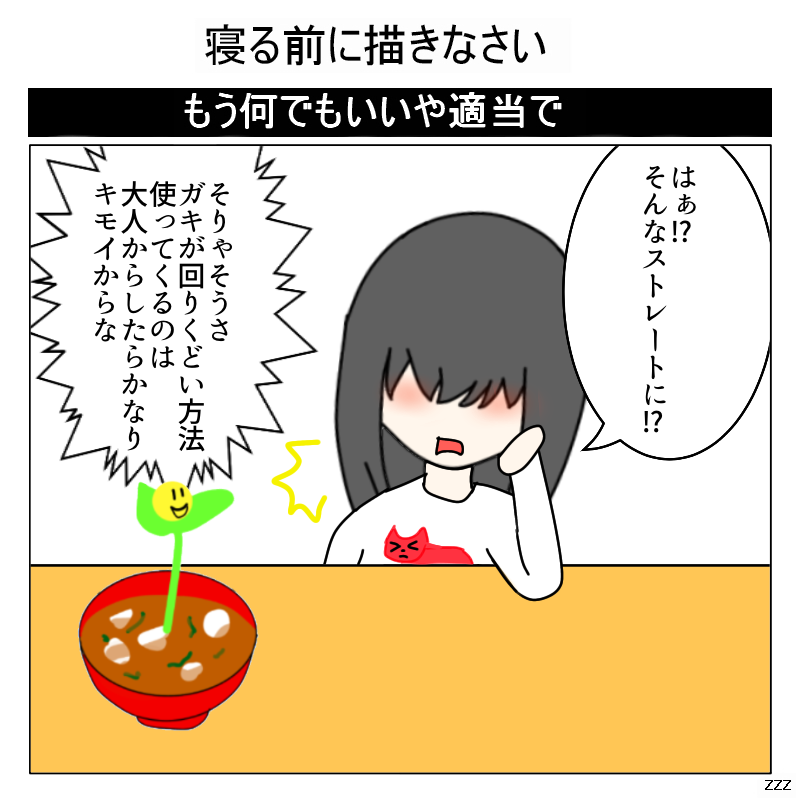 寝る前に描きなさい
もう何でもいいや適当で
はぁ!?
そんなストレートに!?
そりゃそうさ
ガキが回りくどい方法
使ってくるのは
大人からしたらかなり
キモイからな
zzz